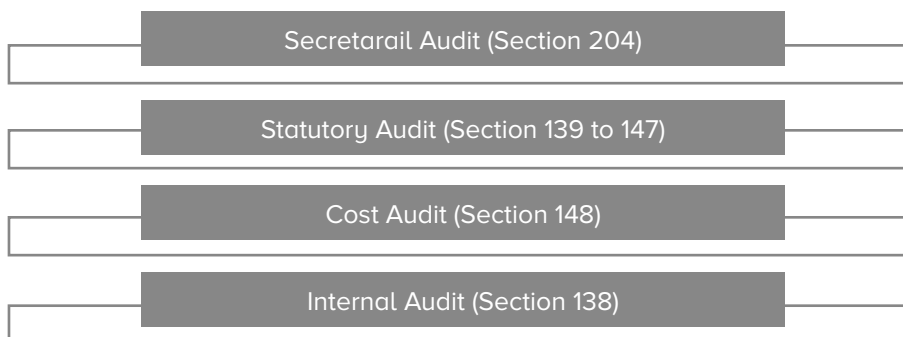 Secretarail Audit (Section 204)
Statutory Audit (Section 139 to 147)
Cost Audit (Section 148)
Internal Audit (Section 138)